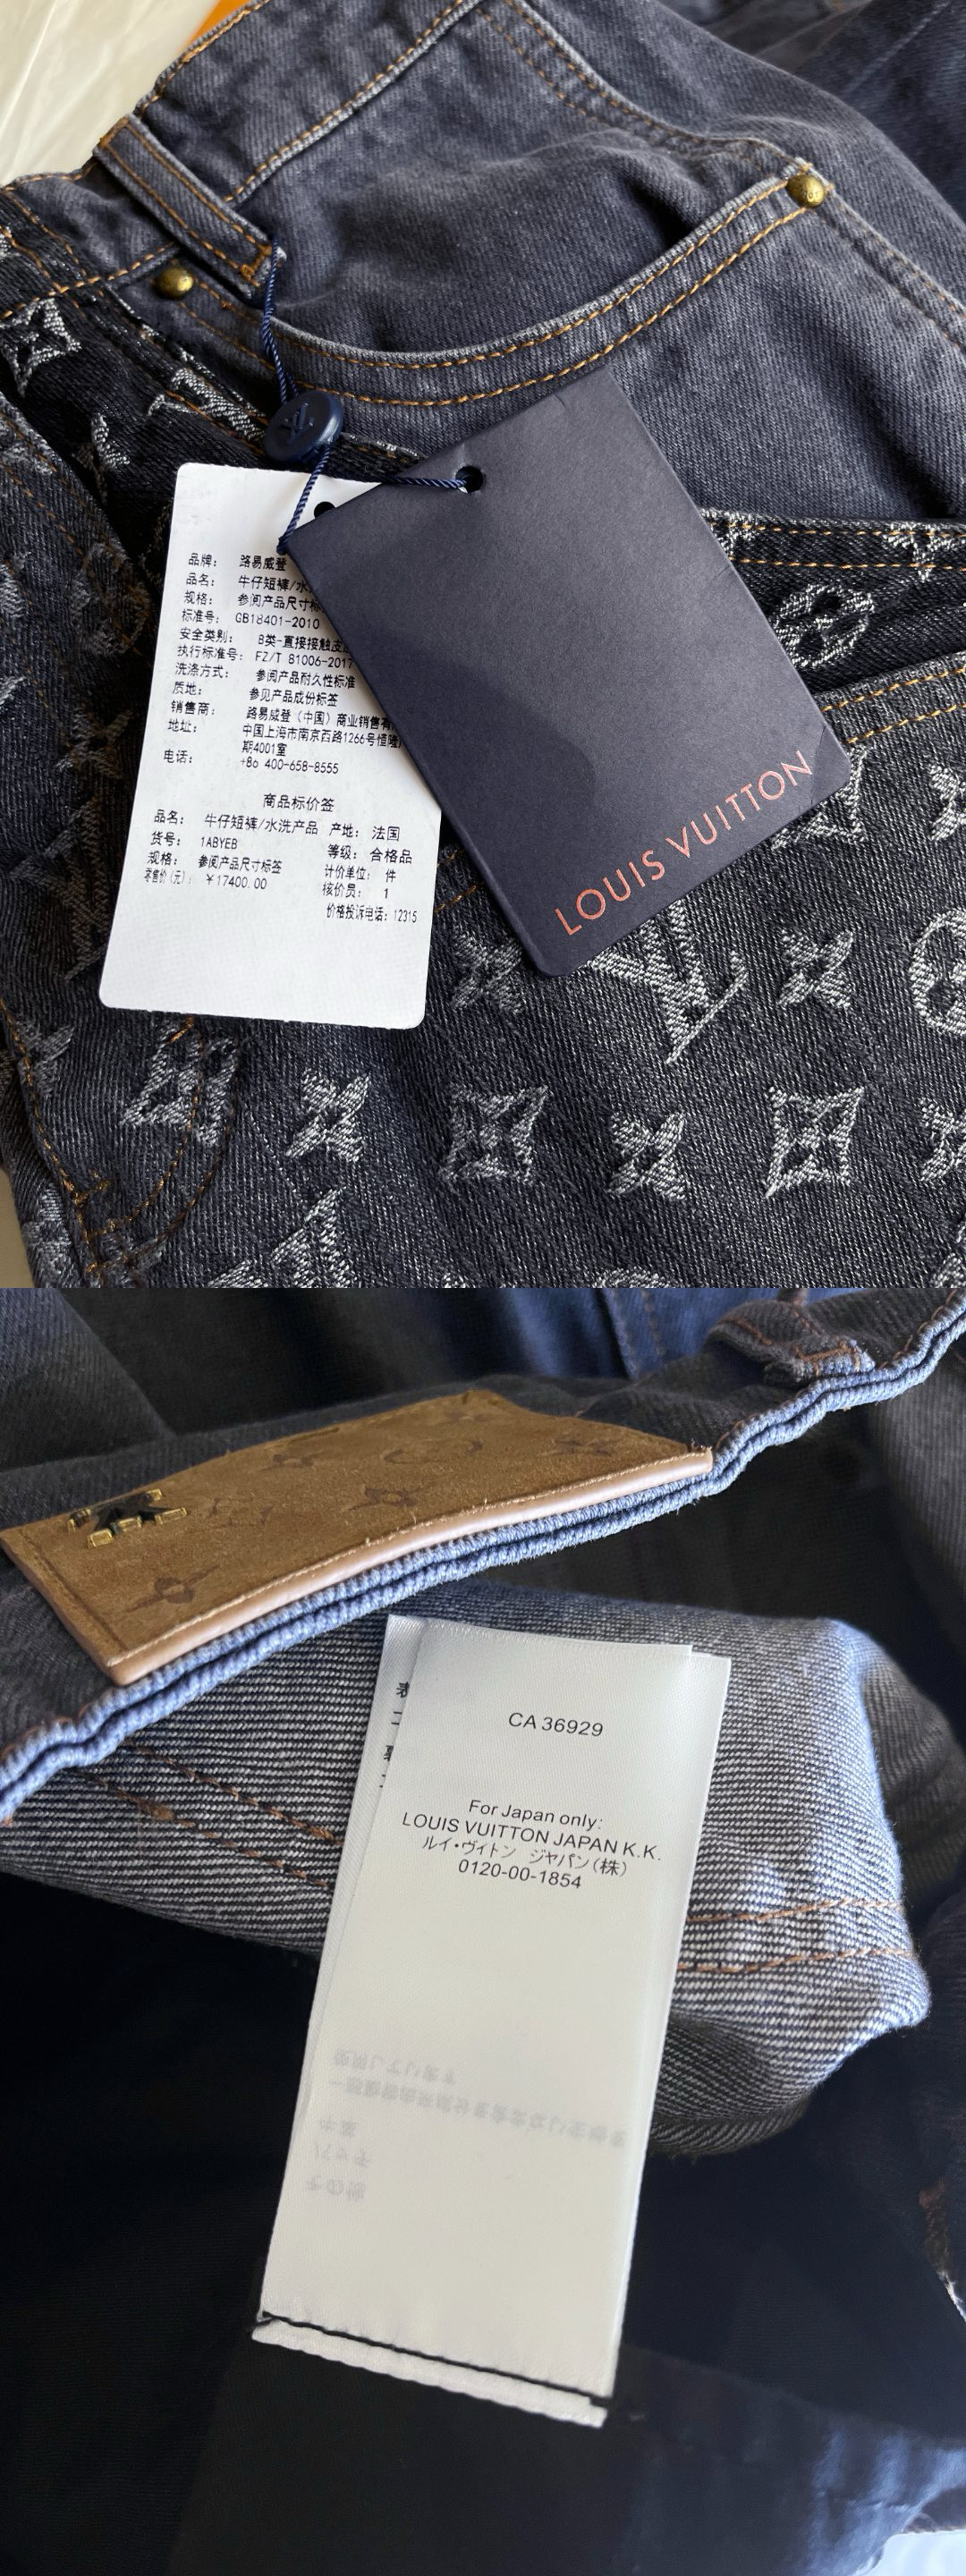 品牌: 路易威登
品名: 牛仔短裤/水
规格: 参阅产品尺寸标
标准号: GB18401-2010
安全类别: B类-直接接触皮
执行标准号: FZ/T 81006-2017
洗涤方式: 参阅产品耐久性标准
质地: 参见产品成份标签
销售商: 路易威登（中国）商业销售有
地址: 中国上海市南京西路1266号恒隆
期4001室
电话: +86 400-658-8555
商品标价签
品名: 牛仔短裤/水洗产品 产地: 法国
货号: 1ABYEB 等级: 合格品
规格: 参阅产品尺寸标签 计价单位: 件
零售价(元): ￥17400.00 核价员: 1
价格投诉电话: 12315
LOUIS VUITTON
CA 36929
For Japan only:
LOUIS VUITTON JAPAN K.K.
ルイ・ヴィトン ジャパン(株)
0120-00-1854